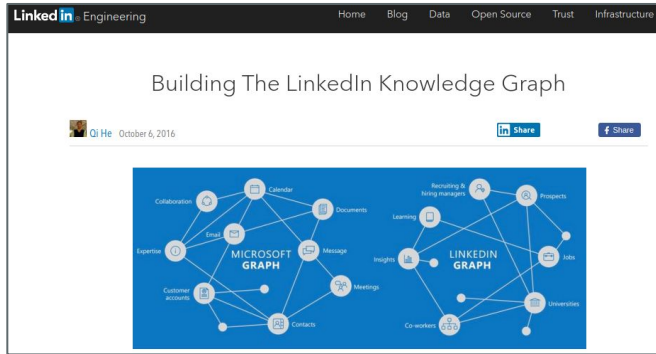 Linked in ® Engineering Home Blog Data Open Source Trust Infrastructure
Building The LinkedIn Knowledge Graph
Qi He October 6, 2016
in Share
f Share
Calendar
Collaboration
Documents
Email
MICROSOFT
GRAPH
Expertise
Message
Customer
accounts
Meetings
Contacts
Recruiting &
hiring managers
Prospects
Learning
LINKEDIN
GRAPH
Insights
Jobs
Universities
Co-workers